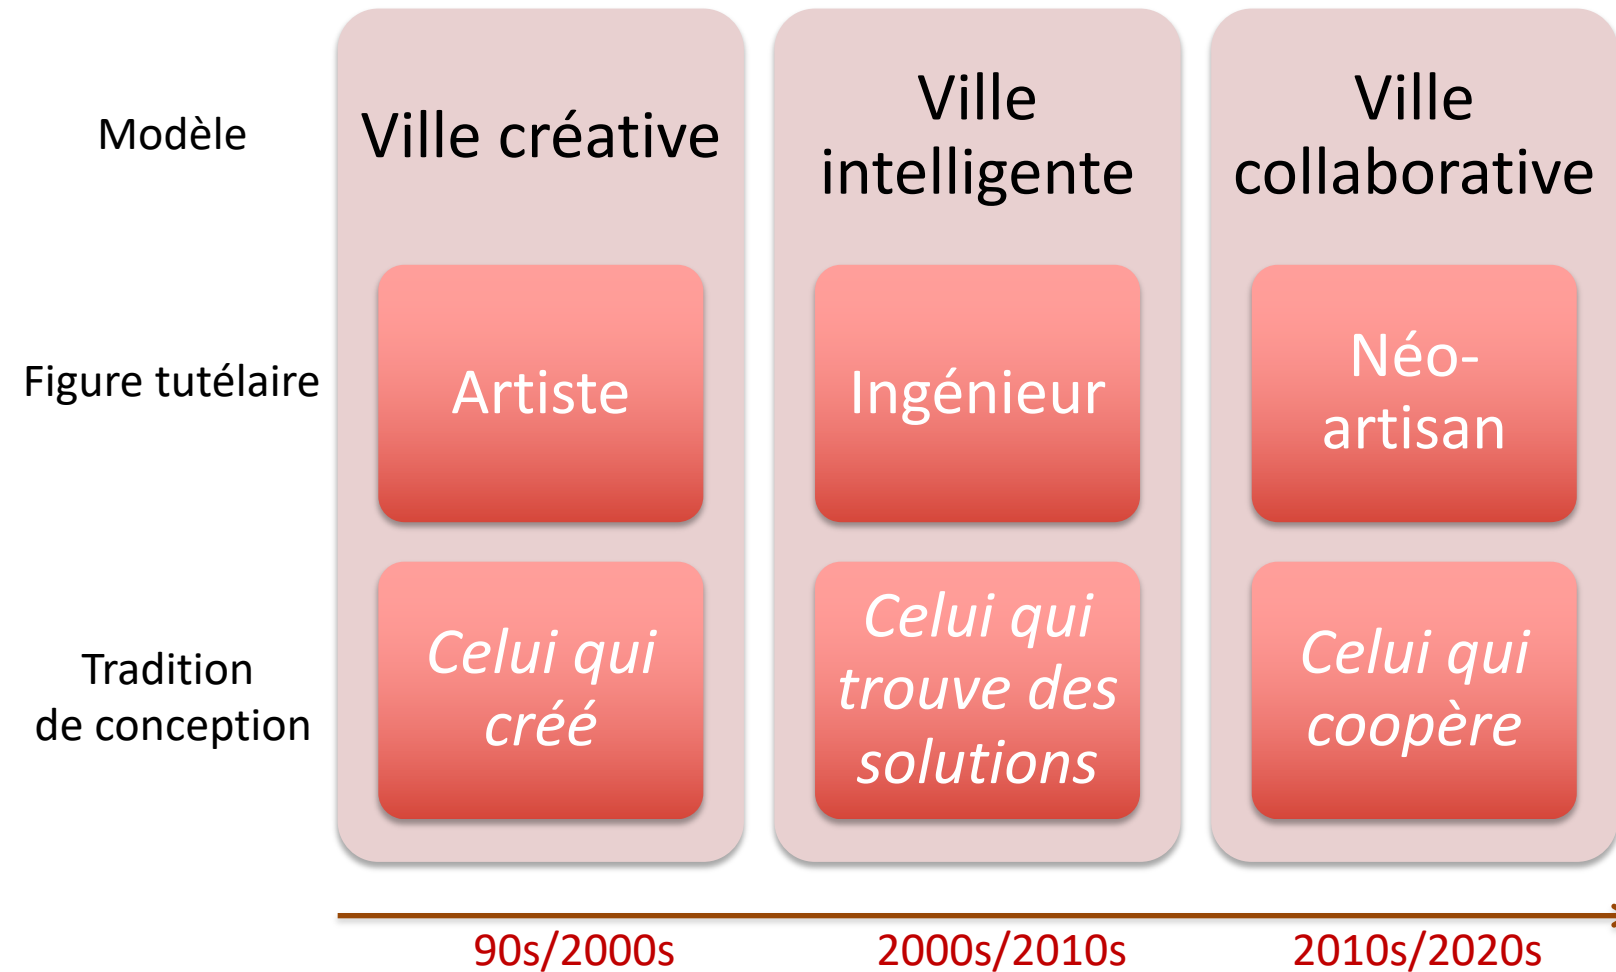 Modèle
Ville créative
Ville
intelligente
Ville
collaborative
Figure tutélaire
Artiste
Ingénieur
Néo-
artisan
Tradition
de conception
Celui qui
créé
Celui qui
trouve des
solutions
Celui qui
coopère
90s/2000s
2000s/2010s
2010s/2020s